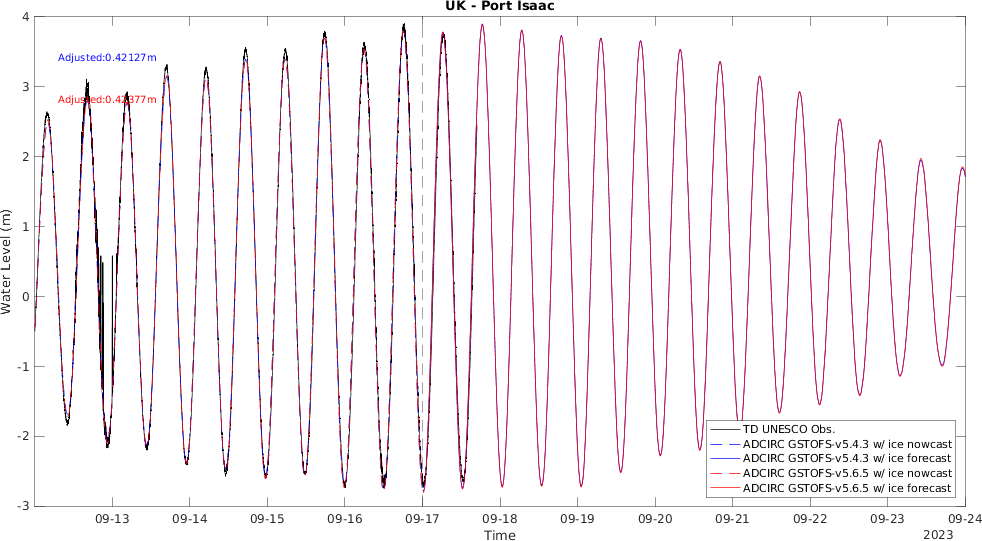 UK - Port Isaac
4
Adjusted:0.42127m
3
Adjusted:0.42377m
2
1
0
-1
-2
-3
Water Level (m)
TD UNESCO Obs.
ADCIRC GSTOFS-v5.4.3 w/ ice nowcast
ADCIRC GSTOFS-v5.4.3 w/ ice forecast
ADCIRC GSTOFS-v5.6.5 w/ ice nowcast
ADCIRC GSTOFS-v5.6.5 w/ ice forecast
09-13 09-14 09-15 09-16 09-17 09-18 09-19 09-20 09-21 09-22 09-23 09-24
Time
2023